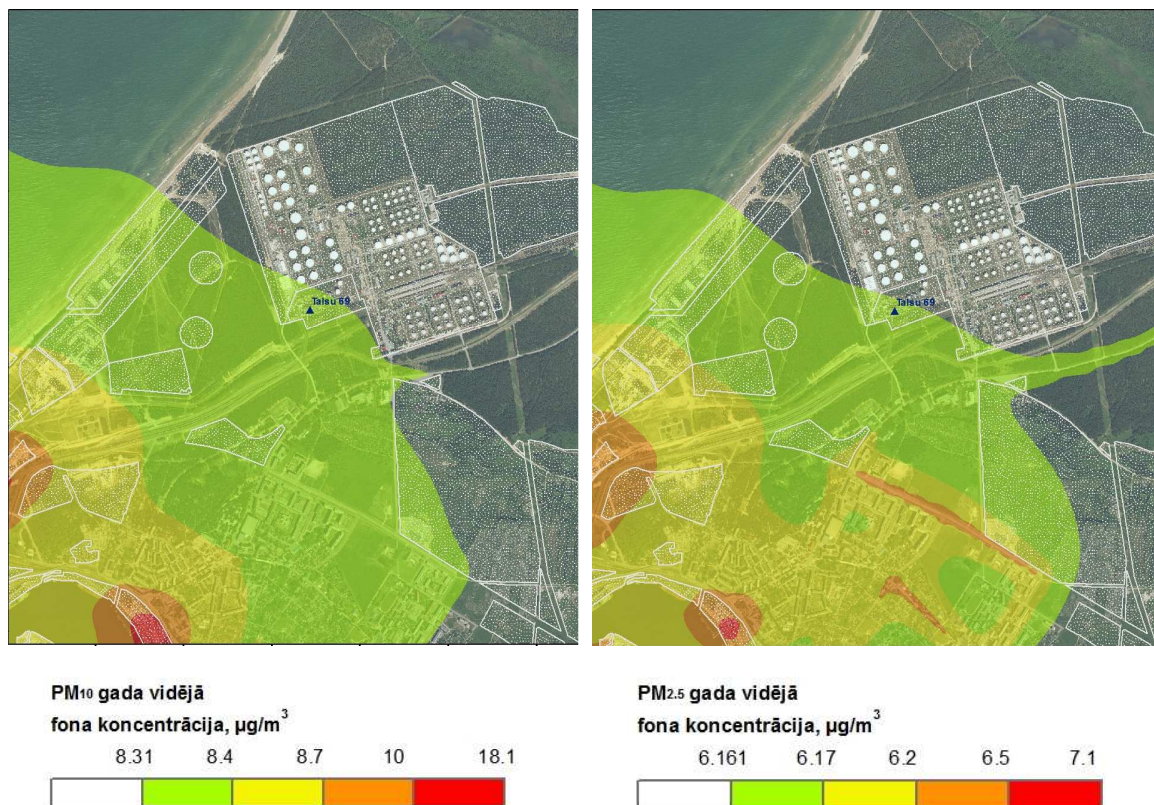 Talsu 69
Talsu 69
PM10 gada vidējā
fona koncentrācija, µg/m3
8.31 8.4 8.7 10 18.1
PM2.5 gada vidējā
fona koncentrācija, µg/m3
6.161 6.17 6.2 6.5 7.1